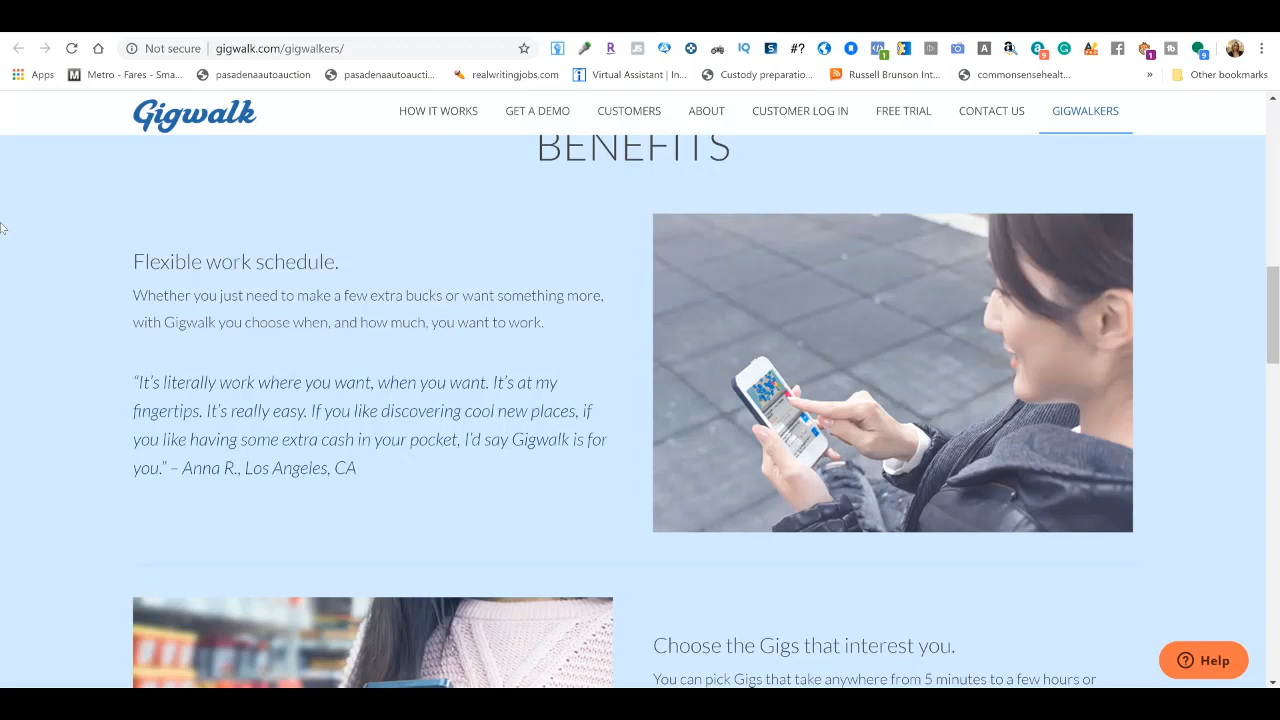 Not secure gigwalk.com/gigwalkers/
Apps Metro - Fares - Sma... pasadenaautoauction pasadenaautoaucti... realwritingjobs.com Virtual Assistant | In... Custody preparatio... Russell Brunson Int... commonsensehealt... » Other bookmarks
Gigwalk HOW IT WORKS GET A DEMO CUSTOMERS ABOUT CUSTOMER LOG IN FREE TRIAL CONTACT US GIGWALKERS
BENEFITS
Flexible work schedule.
Whether you just need to make a few extra bucks or want something more,
with Gigwalk you choose when, and how much, you want to work.
“It’s literally work where you want, when you want. It’s at my
fingertips. It’s really easy. If you like discovering cool new places, if
you like having some extra cash in your pocket, I’d say Gigwalk is for
you.” – Anna R., Los Angeles, CA
Choose the Gigs that interest you.
You can pick Gigs that take anywhere from 5 minutes to a few hours or
Help